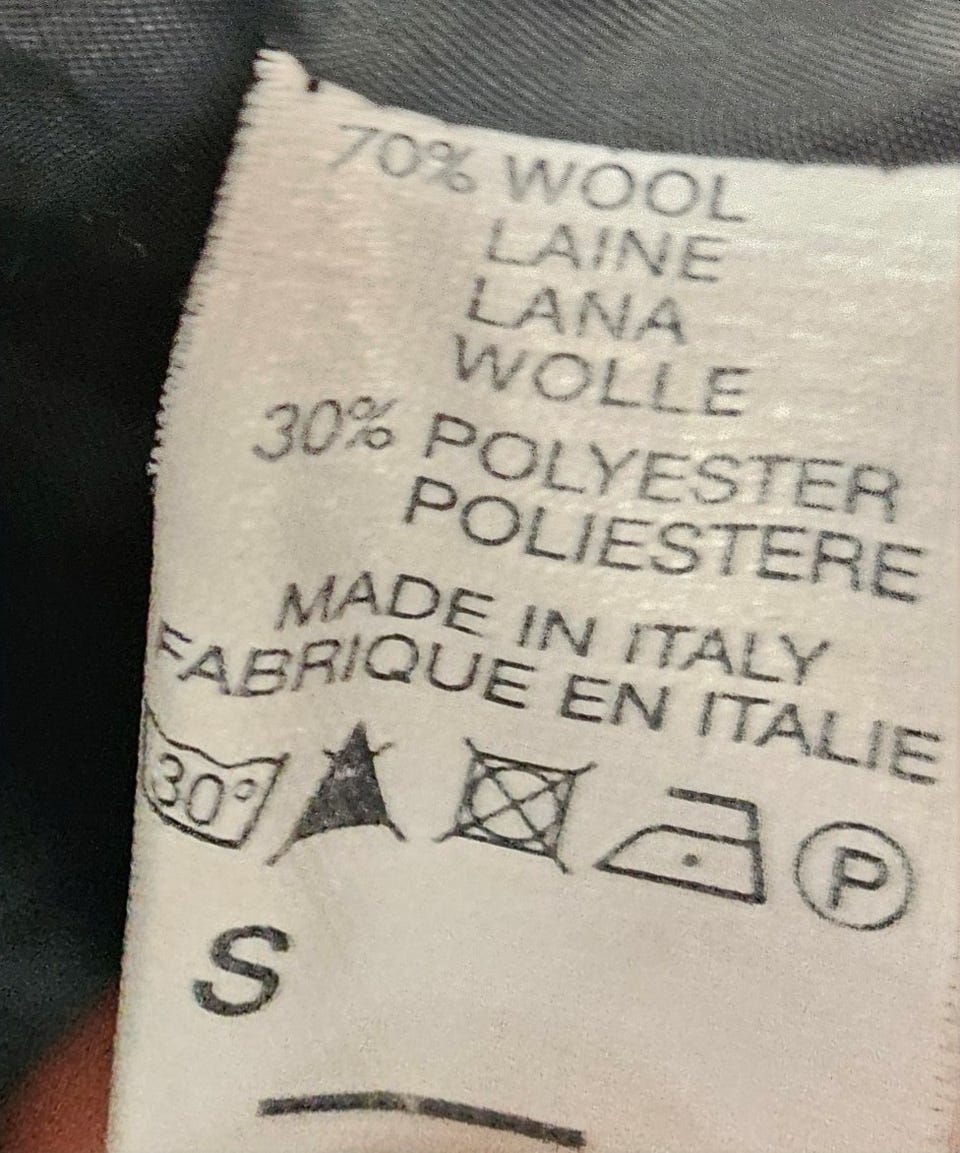 70% WOOL
LAINE
LANA
WOLLE
30% POLYESTER
POLIESTERE
MADE IN ITALY
FABRIQUE EN ITALIE
30° P
S